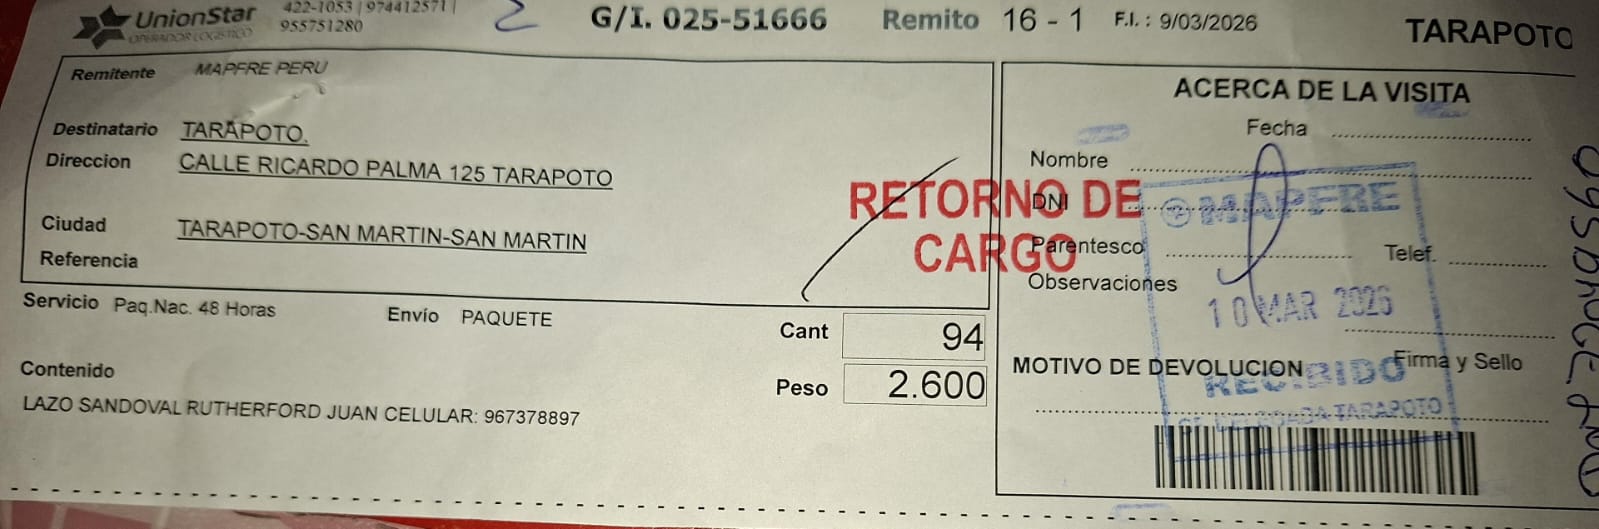 UnionStar
OPERADOR LOGISTICO
422-1053 | 974412571 |
955751280
2
G/I. 025-51666
Remito 16 - 1
F.I. : 9/03/2026
TARAPOTO
Remitente MAPFRE PERU
Destinatario TARAPOTO.
Direccion CALLE RICARDO PALMA 125 TARAPOTO
Ciudad TARAPOTO-SAN MARTIN-SAN MARTIN
Referencia
Servicio Paq.Nac. 48 Horas
Envío PAQUETE
Cant 94
Peso 2.600
Contenido
LAZO SANDOVAL RUTHERFORD JUAN CELULAR: 967378897
RETORNO DE
CARGO
ACERCA DE LA VISITA
Fecha
Nombre
DNI
Parentesco
Telef.
Observaciones
MOTIVO DE DEVOLUCION
Firma y Sello
MAPFRE
10 MAR 2026
RECIBIDO
TARAPOTO